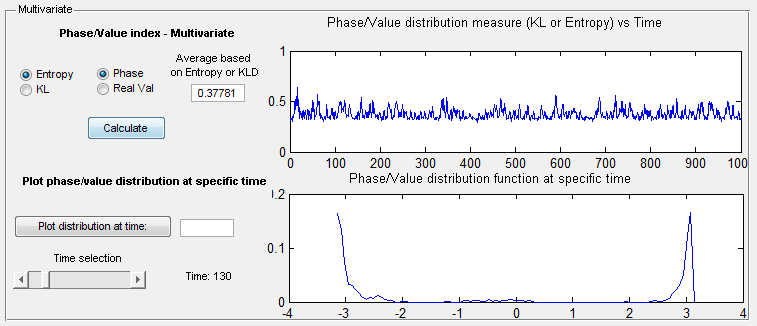 Multivariate
Phase/Value index - Multivariate
Entropy
KL
Phase
Real Val
Average based
on Entropy or KLD
0.37781
Calculate
Phase/Value distribution measure (KL or Entropy) vs Time
1
0.5
0
0 100 200 300 400 500 600 700 800 900 1000
Plot phase/value distribution at specific time
Plot distribution at time:
Time selection
Time: 130
Phase/Value distribution function at specific time
0.2
0.1
0
-4 -3 -2 -1 0 1 2 3 4